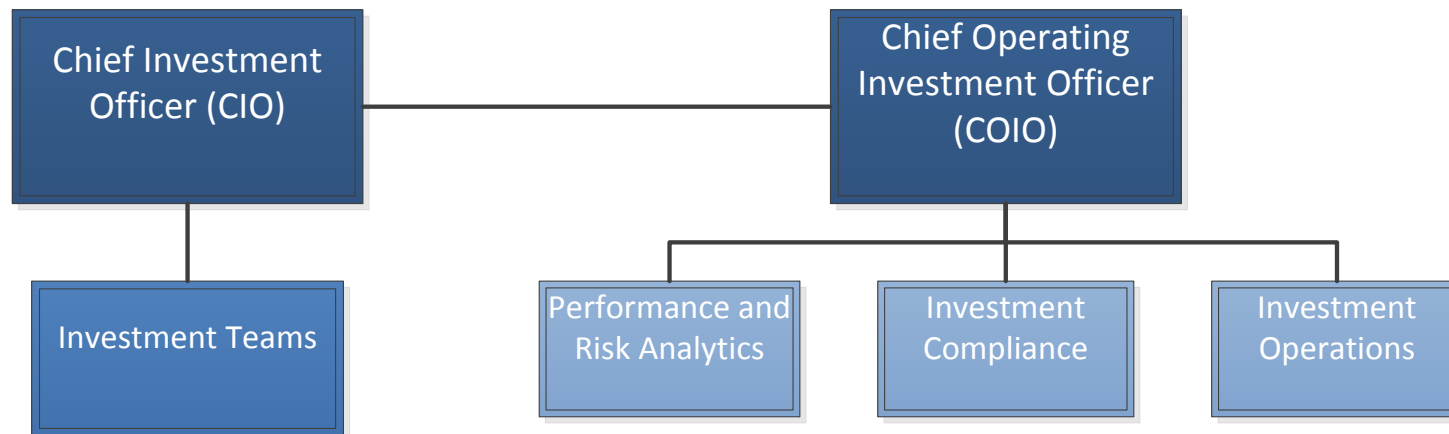 Chief Investment
Officer (CIO)
Chief Operating
Investment Officer
(COIO)
Investment Teams
Performance and
Risk Analytics
Investment
Compliance
Investment
Operations